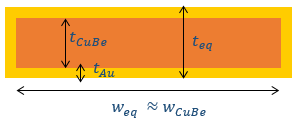 t_CuBe t_eq
t_Au
w_eq ≈ w_CuBe